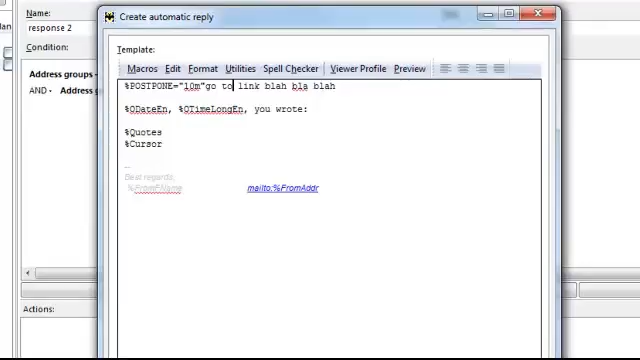 Create automatic reply
Name:
response 2
Condition:
Address groups -
AND · Address
Actions:
Template:
Macros Edit Format Utilities Spell Checker Viewer Profile Preview
%POSTPONE="10m"go to link blah bla blah
%ODateEn, %OTimeLongEn, you wrote:
%Quotes
%Cursor
--
Best regards,
%FromFName mailto:%FromAddr